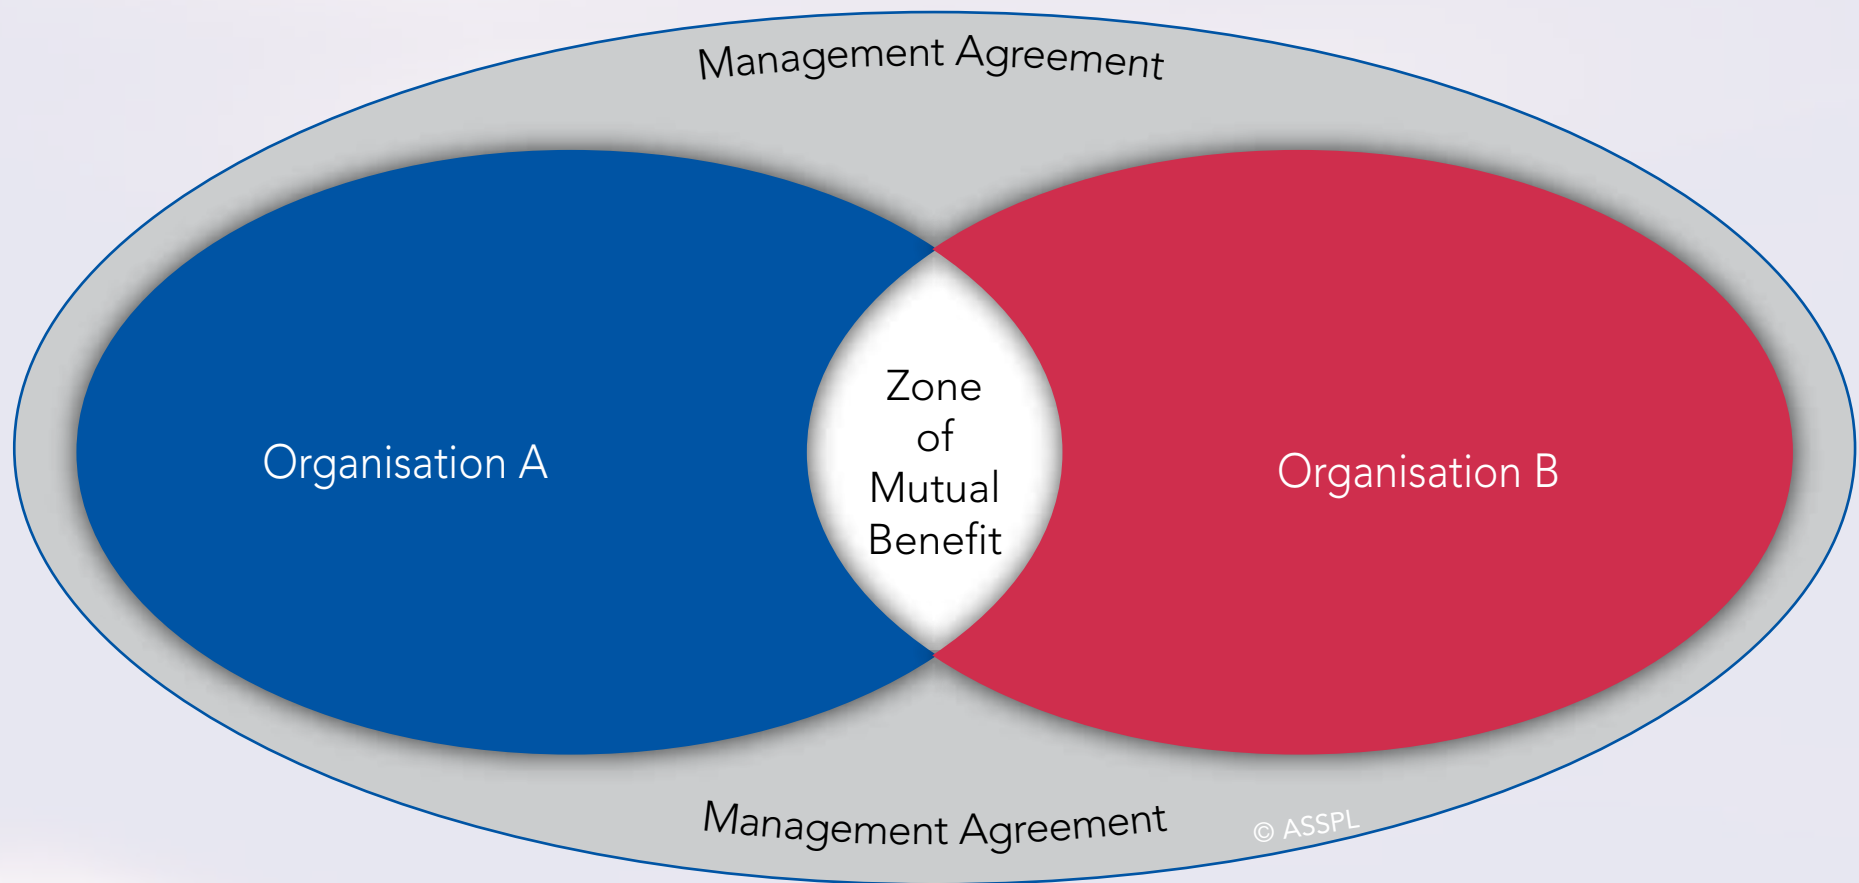 Management Agreement
Organisation A
Zone
of
Mutual
Benefit
Organisation B
Management Agreement
© ASSPL